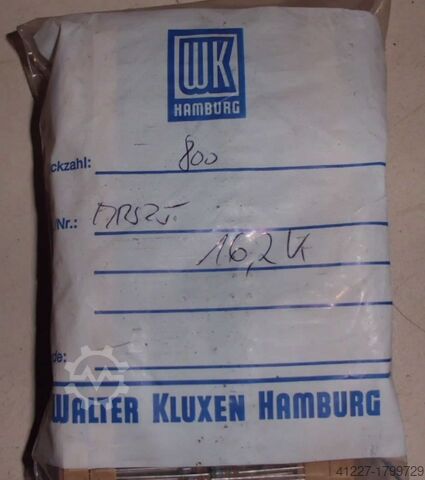 WK
HAMBURG
ckzahl: 800
/Nr.:
16,2 K
de:
WALTER KLUXEN HAMBURG
41227-1799729